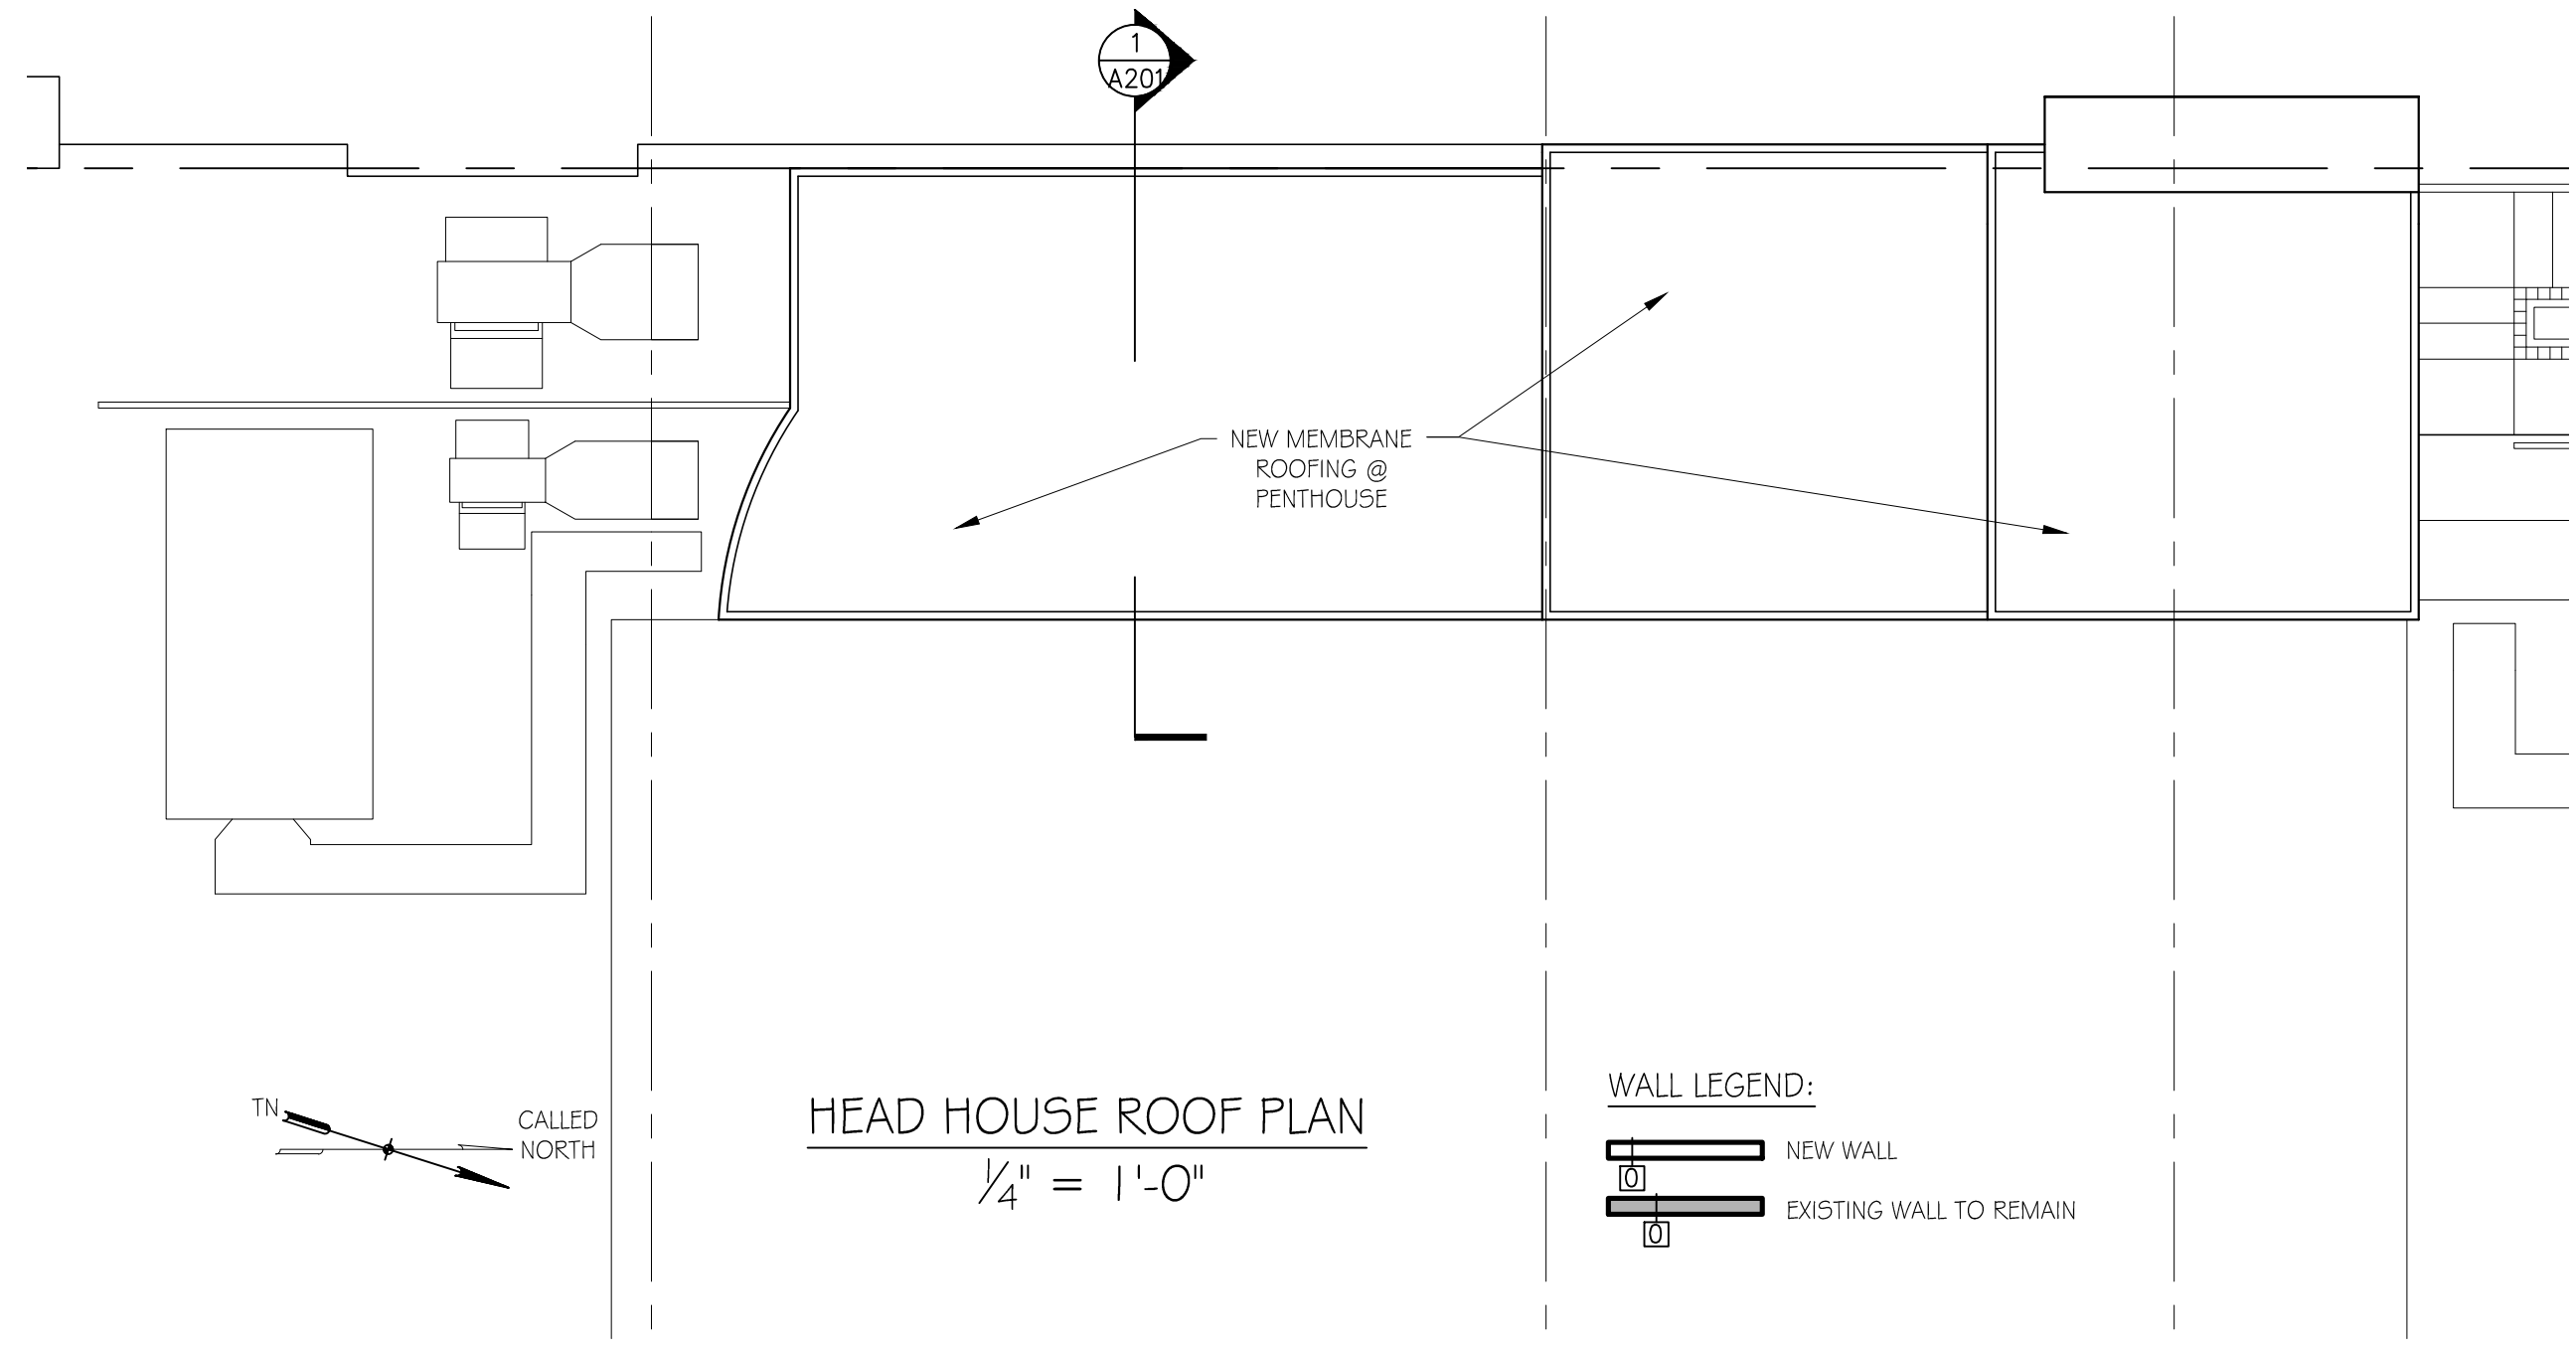 1
A201
NEW MEMBRANE
ROOFING @
PENTHOUSE
TN
CALLED
NORTH
HEAD HOUSE ROOF PLAN
1/4" = 1'-0"
WALL LEGEND:
NEW WALL
0
EXISTING WALL TO REMAIN
0